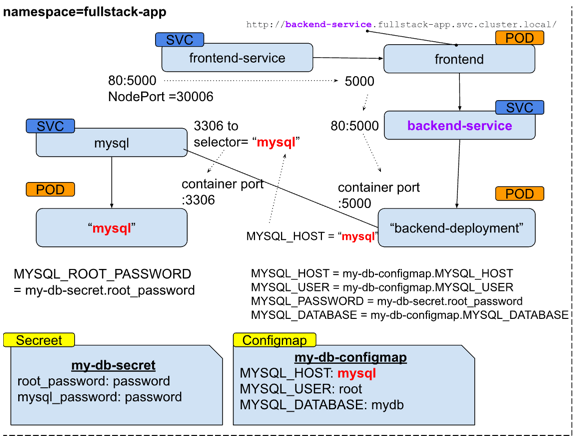 namespace=fullstack-app
http://backend-service.fullstack-app.svc.cluster.local/
SVC
frontend-service
POD
frontend
80:5000
NodePort =30006
5000
SVC
mysql
3306 to
selector= “mysql”
80:5000
SVC
backend-service
container port
:3306
container port
:5000
POD
“mysql”
MYSQL_HOST = “mysql”
POD
“backend-deployment”
MYSQL_ROOT_PASSWORD
= my-db-secret.root_password
MYSQL_HOST = my-db-configmap.MYSQL_HOST
MYSQL_USER = my-db-configmap.MYSQL_USER
MYSQL_PASSWORD = my-db-secret.root_password
MYSQL_DATABASE = my-db-configmap.MYSQL_DATABASE
Secreet
my-db-secret
root_password: password
mysql_password: password
Configmap
my-db-configmap
MYSQL_HOST: mysql
MYSQL_USER: root
MYSQL_DATABASE: mydb